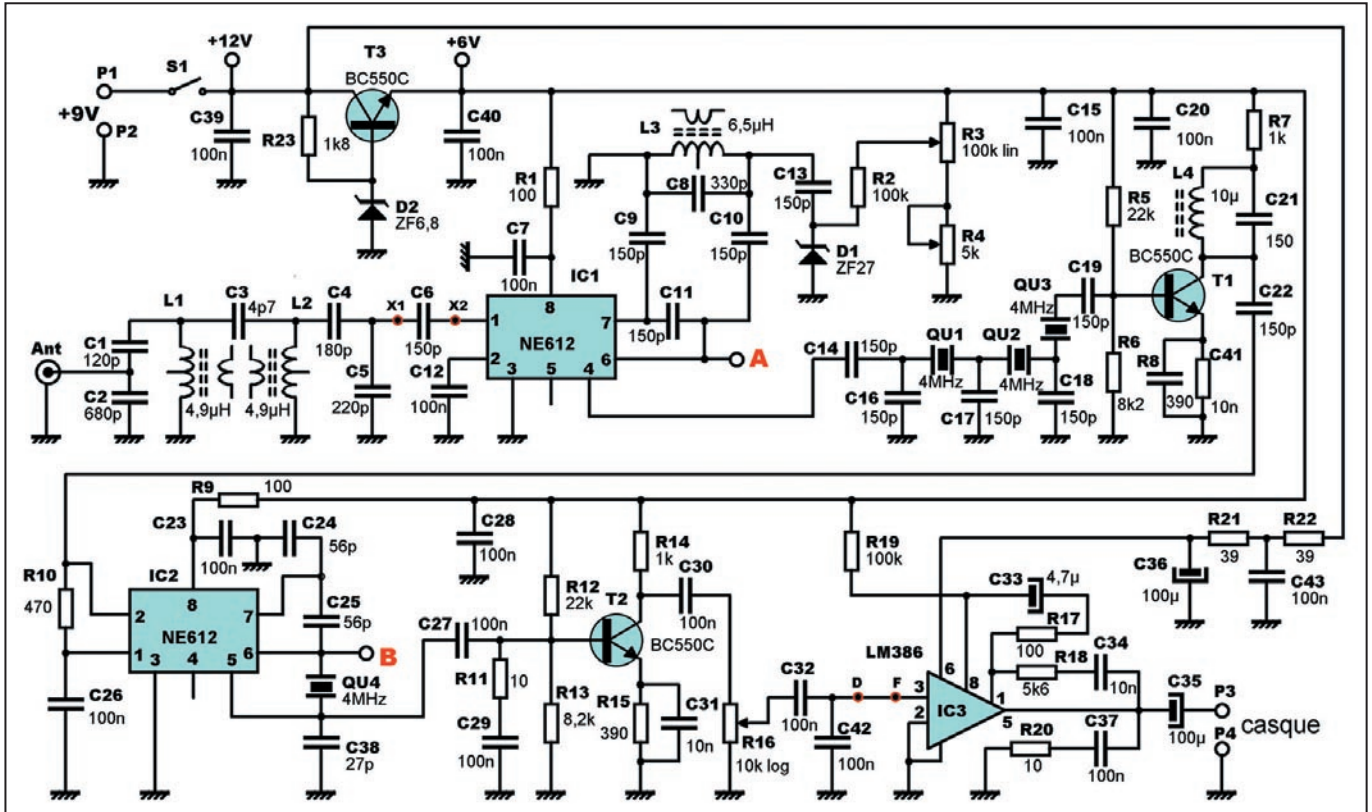 +12V
+6V
T3
BC550C
P1
S1
+9V
P2
C39
100n
R23
1k8
C40
100n
D2
ZF6,8
R1
100
C7
100n
L3
6,5µH
C8
330p
C9
150p
C10
150p
C13
150p
R2
100k
R3
100k lin
R4
5k
D1
ZF27
C15
100n
C20
100n
R7
1k
L4
10µ
C21
150
R5
22k
BC550C
T1
C22
150p
IC1
C11
150p
NE612
1
2
3
4
5
6
7
8
A
Ant
C1
120p
C2
680p
L1
C3
4p7
L2
4,9µH
4,9µH
C4
180p
C5
220p
X1
C6
150p
X2
C12
100n
C14
150p
C16
150p
QU1
4MHz
C17
150p
QU2
4MHz
C18
150p
QU3
4MHz
C19
150p
R6
8k2
R8
390
C41
10n
R9
100
C23
100n
C24
56p
C25
56p
R10
470
IC2
NE612
1
2
3
4
5
6
7
8
B
QU4
4MHz
C26
100n
C38
27p
C27
100n
C28
100n
R11
10
C29
100n
R12
22k
R13
8,2k
R14
1k
T2
BC550C
R15
390
C30
100n
C31
10n
R16
10k log
C32
100n
C42
100n
D
F
R19
100k
LM386
IC3
3
2
6
8
1
5
C33
4,7µ
R17
100
R18
5k6
C34
10n
R20
10
C37
100n
C35
100µ
P3
P4
casque
C36
100µ
R21
39
R22
39
C43
100n